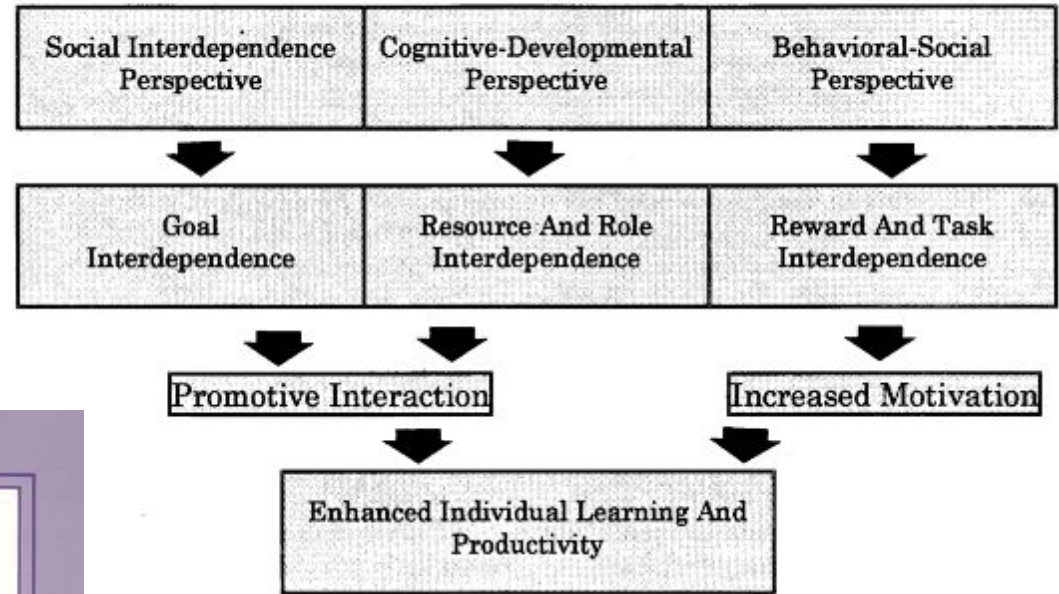 Social Interdependence
Perspective
Cognitive-Developmental
Perspective
Behavioral-Social
Perspective
Goal
Interdependence
Resource And Role
Interdependence
Reward And Task
Interdependence
Promotive Interaction
Increased Motivation
Enhanced Individual Learning And
Productivity